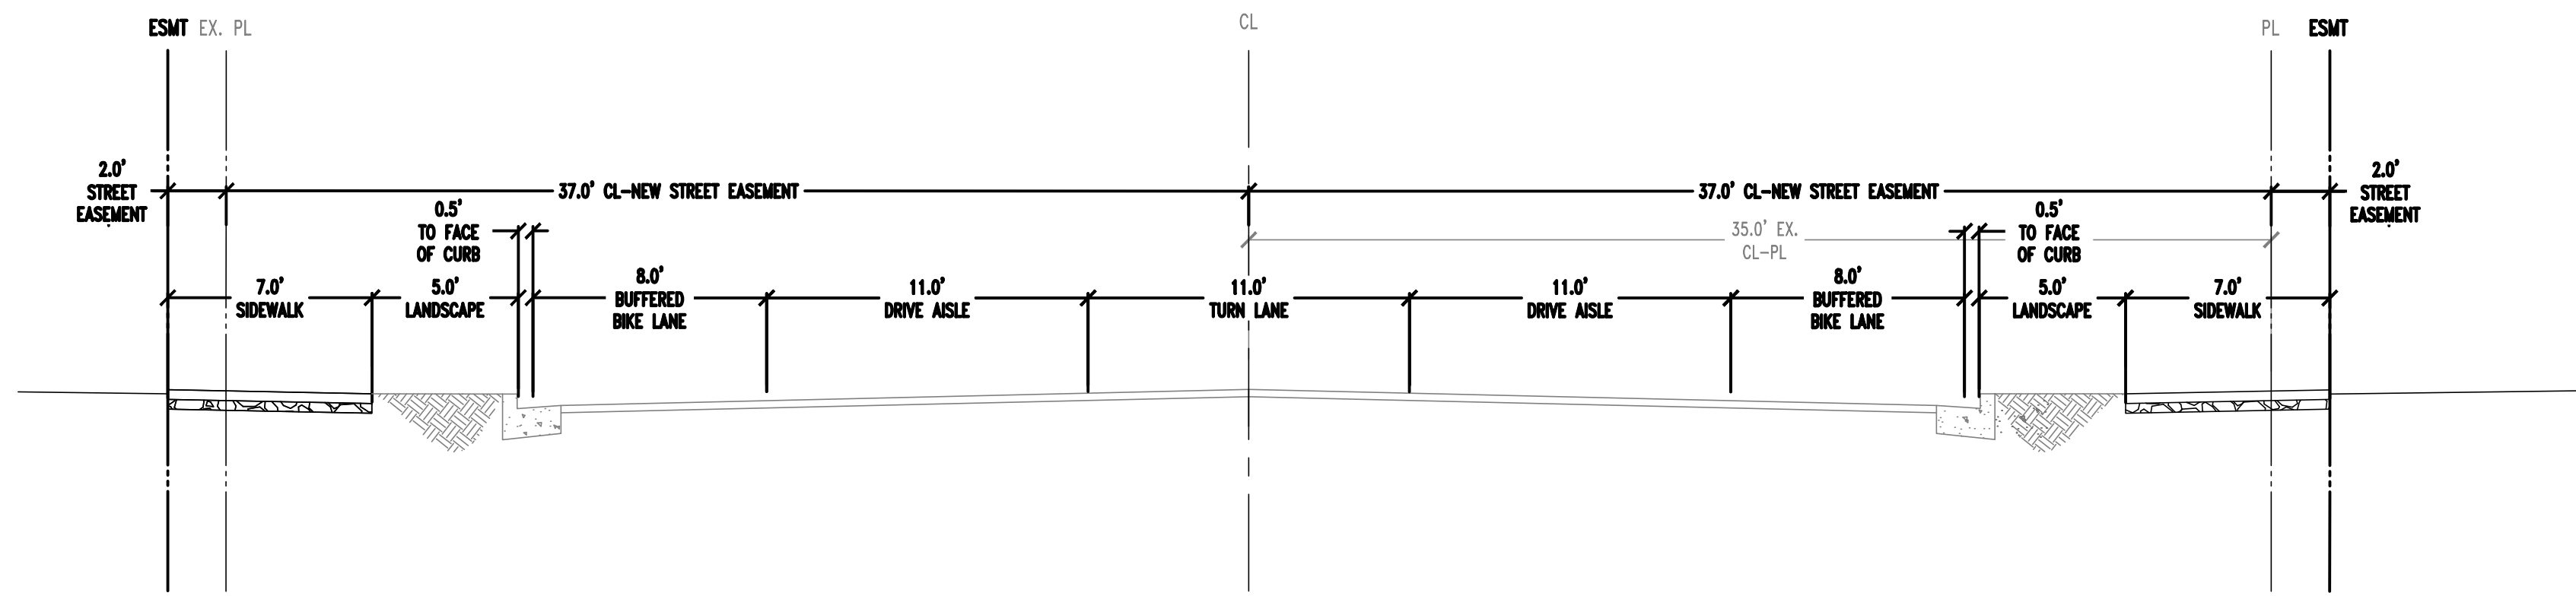 ESMT EX. PL CL PL ESMT
2.0'
STREET
EASEMENT
37.0' CL-NEW STREET EASEMENT
37.0' CL-NEW STREET EASEMENT
2.0'
STREET
EASEMENT
0.5'
TO FACE
OF CURB
35.0' EX.
CL-PL
0.5'
TO FACE
OF CURB
7.0'
SIDEWALK
5.0'
LANDSCAPE
8.0'
BUFFERED
BIKE LANE
11.0'
DRIVE AISLE
11.0'
TURN LANE
11.0'
DRIVE AISLE
8.0'
BUFFERED
BIKE LANE
5.0'
LANDSCAPE
7.0'
SIDEWALK